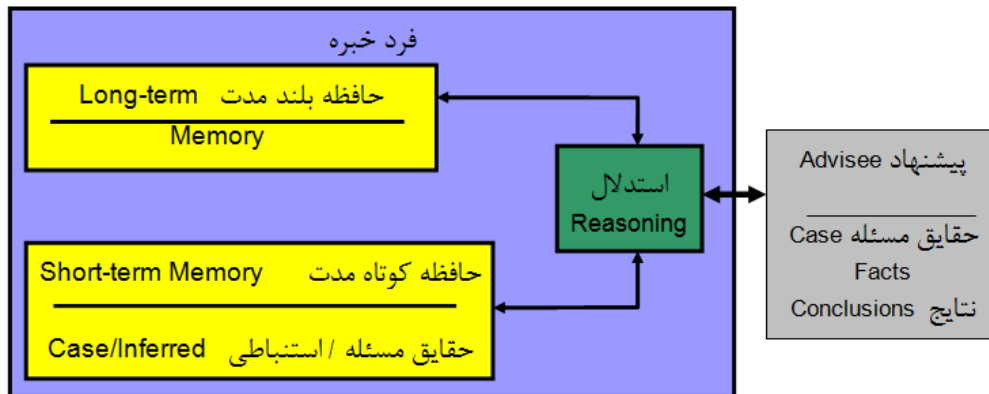 فرد خبره
حافظه بلند مدت Long-term
Memory
استدلال
Reasoning
حافظه کوتاه مدت Short-term Memory
حقایق مسئله / استنباطی Case/Inferred
پیشنهاد Advisee
حقایق مسئله Case
Facts
نتایج Conclusions